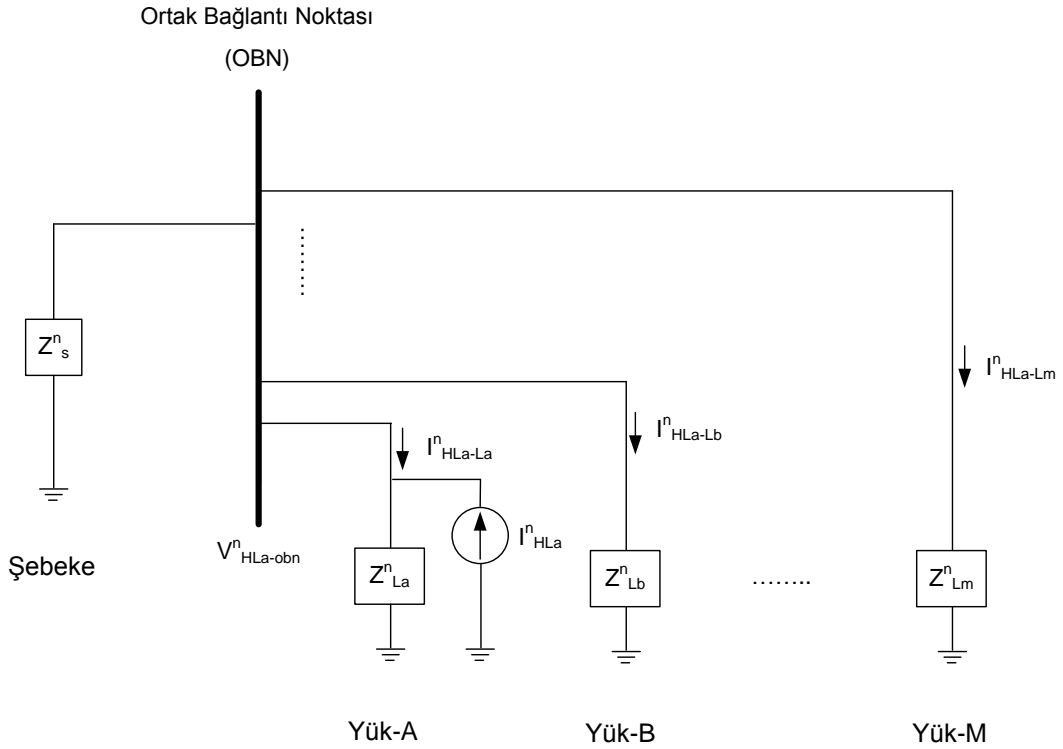 Ortak Bağlantı Noktası
(OBN)
Z^n_s
I^n_HLa-Lm
I^n_HLa-Lb
I^n_HLa-La
I^n_HLa
V^n_HLa-obn
Z^n_La
Z^n_Lb
........
Z^n_Lm
Şebeke
Yük-A
Yük-B
Yük-M